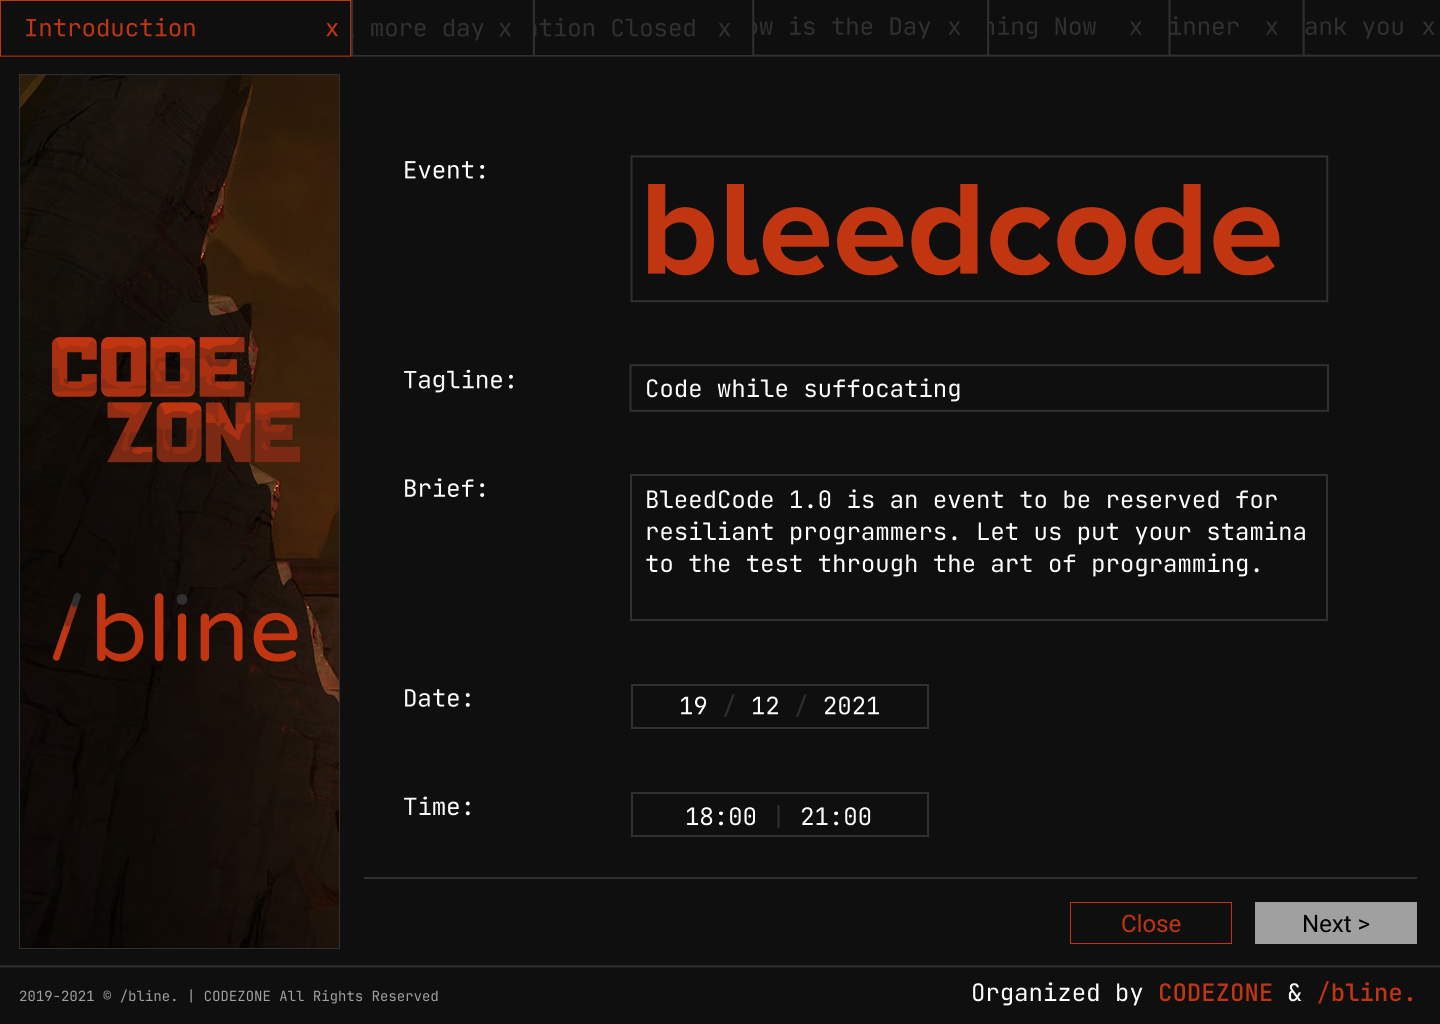 Introduction x
more day x
tion Closed x
w is the Day x
ing Now x
inner x
ank you x
CODE
ZONE
/bline
Event:
bleedcode
Tagline:
Code while suffocating
Brief:
BleedCode 1.0 is an event to be reserved for
resiliant programmers. Let us put your stamina
to the test through the art of programming.
Date:
19 / 12 / 2021
Time:
18:00 | 21:00
Close
Next >
2019-2021 © /bline. | CODEZONE All Rights Reserved
Organized by CODEZONE & /bline.